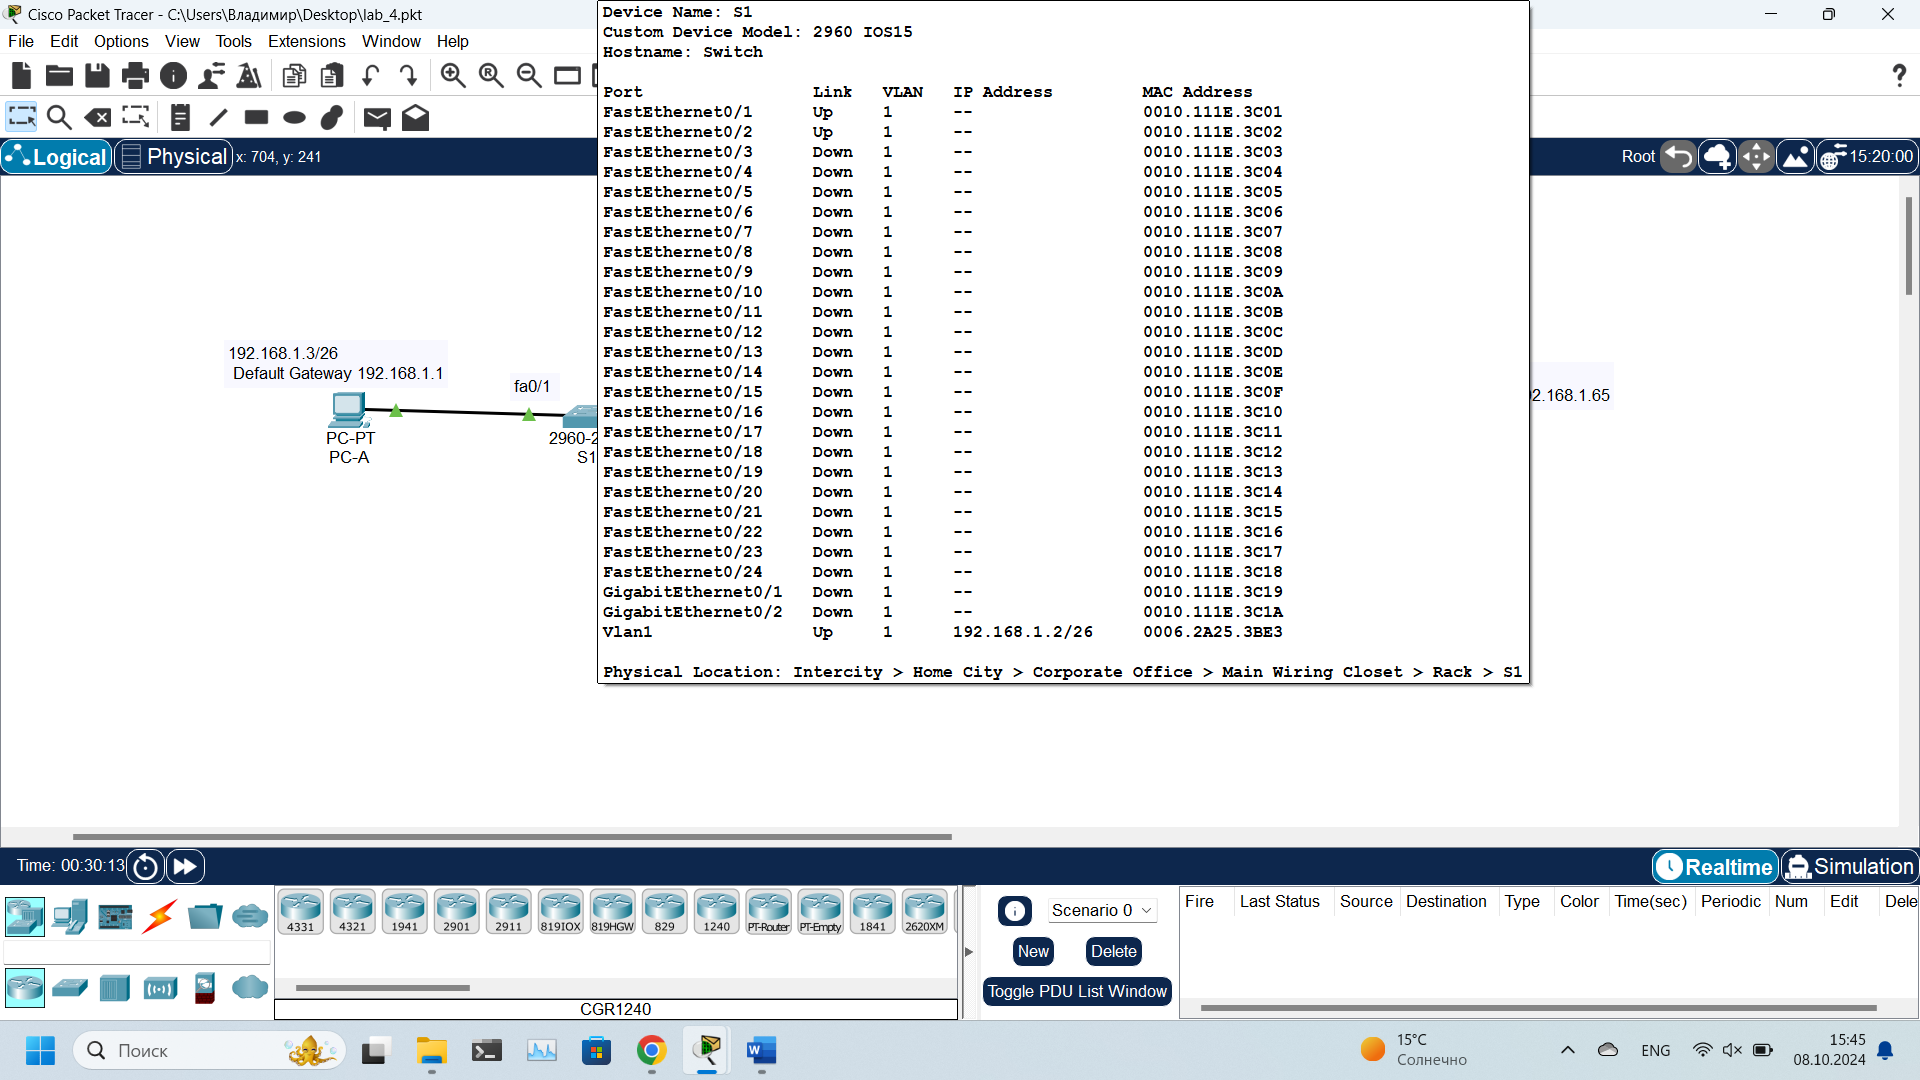 Cisco Packet Tracer - C:\Users\Владимир\Desktop\lab_4.pkt
File Edit Options View Tools Extensions Window Help
Logical Physical x: 704, y: 241
Root 15:20:00
Device Name: S1
Custom Device Model: 2960 IOS15
Hostname: Switch
Port Link VLAN IP Address MAC Address
FastEthernet0/1 Up 1 -- 0010.111E.3C01
FastEthernet0/2 Up 1 -- 0010.111E.3C02
FastEthernet0/3 Down 1 -- 0010.111E.3C03
FastEthernet0/4 Down 1 -- 0010.111E.3C04
FastEthernet0/5 Down 1 -- 0010.111E.3C05
FastEthernet0/6 Down 1 -- 0010.111E.3C06
FastEthernet0/7 Down 1 -- 0010.111E.3C07
FastEthernet0/8 Down 1 -- 0010.111E.3C08
FastEthernet0/9 Down 1 -- 0010.111E.3C09
FastEthernet0/10 Down 1 -- 0010.111E.3C0A
FastEthernet0/11 Down 1 -- 0010.111E.3C0B
FastEthernet0/12 Down 1 -- 0010.111E.3C0C
FastEthernet0/13 Down 1 -- 0010.111E.3C0D
FastEthernet0/14 Down 1 -- 0010.111E.3C0E
FastEthernet0/15 Down 1 -- 0010.111E.3C0F
FastEthernet0/16 Down 1 -- 0010.111E.3C10
FastEthernet0/17 Down 1 -- 0010.111E.3C11
FastEthernet0/18 Down 1 -- 0010.111E.3C12
FastEthernet0/19 Down 1 -- 0010.111E.3C13
FastEthernet0/20 Down 1 -- 0010.111E.3C14
FastEthernet0/21 Down 1 -- 0010.111E.3C15
FastEthernet0/22 Down 1 -- 0010.111E.3C16
FastEthernet0/23 Down 1 -- 0010.111E.3C17
FastEthernet0/24 Down 1 -- 0010.111E.3C18
GigabitEthernet0/1 Down 1 -- 0010.111E.3C19
GigabitEthernet0/2 Down 1 -- 0010.111E.3C1A
Vlan1 Up 1 192.168.1.2/26 0006.2A25.3BE3
Physical Location: Intercity > Home City > Corporate Office > Main Wiring Closet > Rack > S1
192.168.1.3/26
Default Gateway 192.168.1.1
fa0/1
PC-PT
PC-A
2960-2
S1
2.168.1.65
Time: 00:30:13
Realtime Simulation
4331 4321 1941 2901 2911 819IOX 819HGW 829 1240 PT-Router PT-Empty 1841 2620XM
CGR1240
Scenario 0
New Delete
Toggle PDU List Window
Fire Last Status Source Destination Type Color Time(sec) Periodic Num Edit Dele
Поиск
15°C
Солнечно
ENG
15:45
08.10.2024